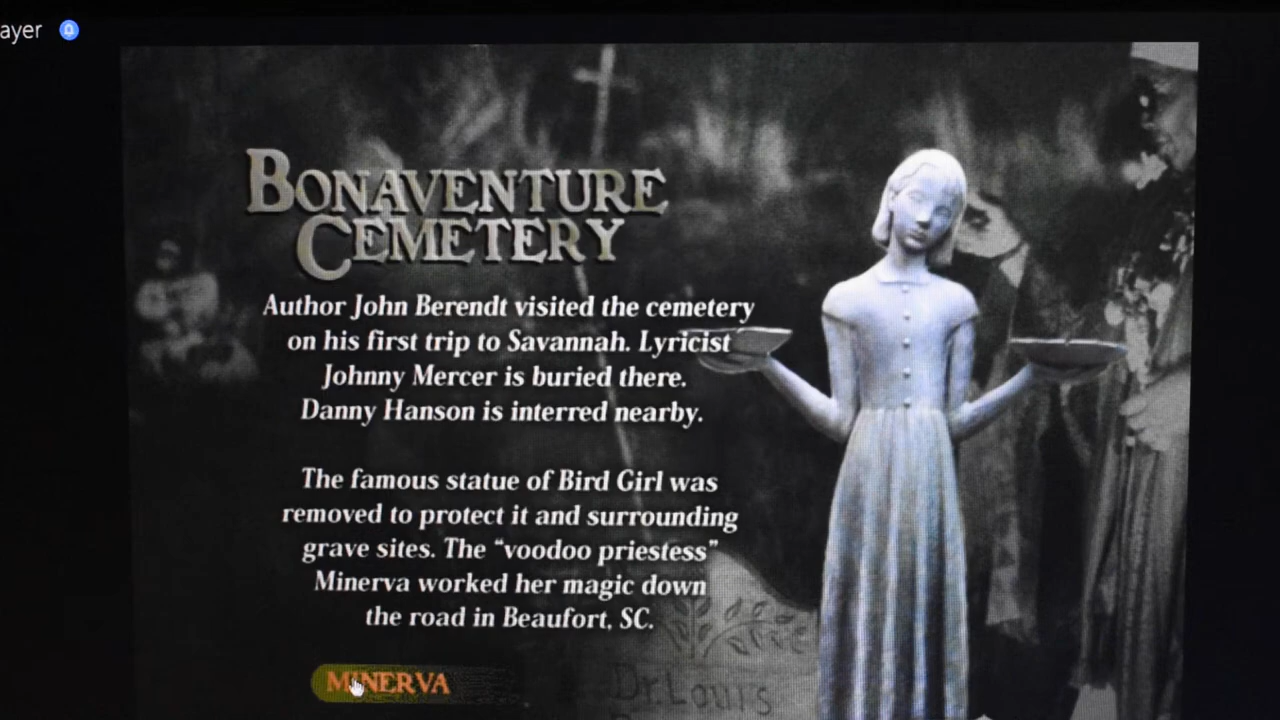 ayer
BONAVENTURE
CEMETERY
Author John Berendt visited the cemetery
on his first trip to Savannah. Lyricist
Johnny Mercer is buried there.
Danny Hanson is interred nearby.
The famous statue of Bird Girl was
removed to protect it and surrounding
grave sites. The “voodoo priestess”
Minerva worked her magic down
the road in Beaufort, SC.
MINERVA
Dr. Louis